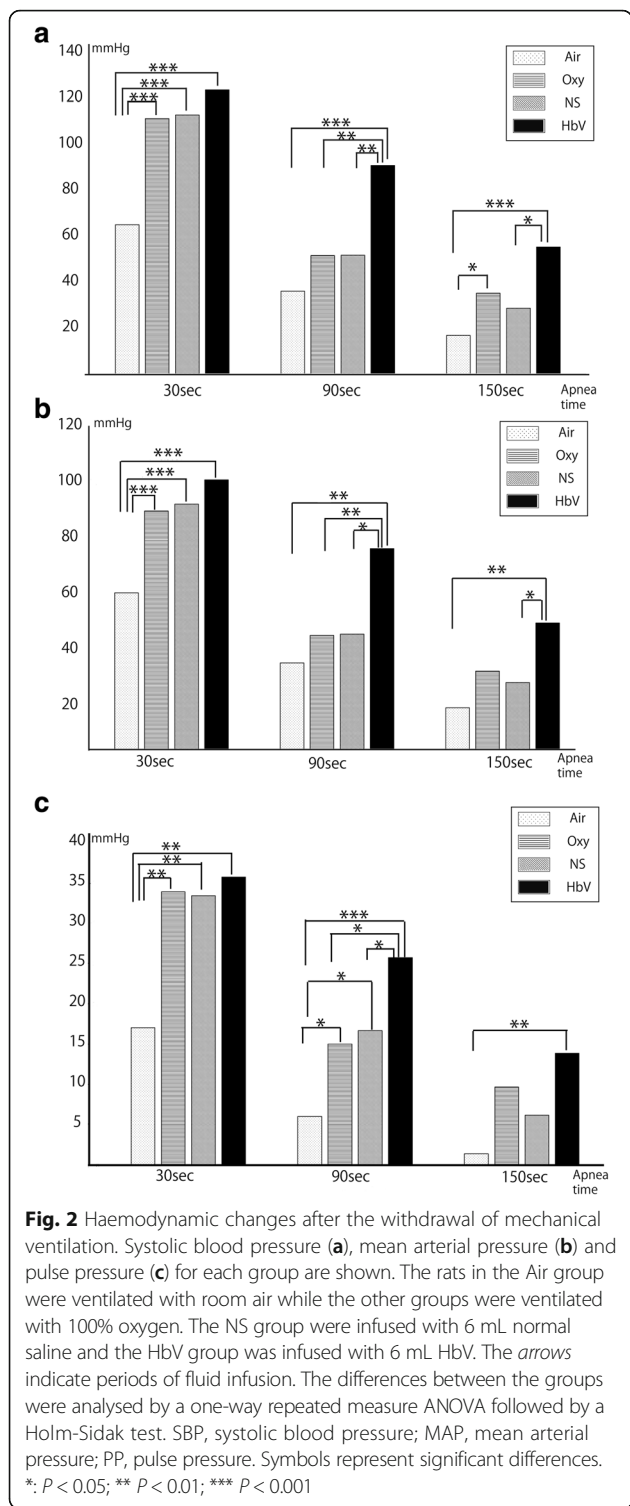 a
140 mmHg
120
100
80
60
40
20
Air
Oxy
NS
HbV
***
***
***
***
**
**
***
*
*
30sec 90sec 150sec Apnea
time
b
120 mmHg
100
80
60
40
20
Air
Oxy
NS
HbV
***
***
***
**
**
*
**
*
30sec 90sec 150sec Apnea
time
c
40 mmHg
35
30
25
20
15
10
5
Air
Oxy
NS
HbV
**
**
**
***
*
*
*
*
**
30sec 90sec 150sec Apnea
time
Fig. 2 Haemodynamic changes after the withdrawal of mechanical
ventilation. Systolic blood pressure (a), mean arterial pressure (b) and
pulse pressure (c) for each group are shown. The rats in the Air group
were ventilated with room air while the other groups were ventilated
with 100% oxygen. The NS group were infused with 6 mL normal
saline and the HbV group was infused with 6 mL HbV. The arrows
indicate periods of fluid infusion. The differences between the groups
were analysed by a one-way repeated measure ANOVA followed by a
Holm-Sidak test. SBP, systolic blood pressure; MAP, mean arterial
pressure; PP, pulse pressure. Symbols represent significant differences.
*: P < 0.05; ** P < 0.01; *** P < 0.001